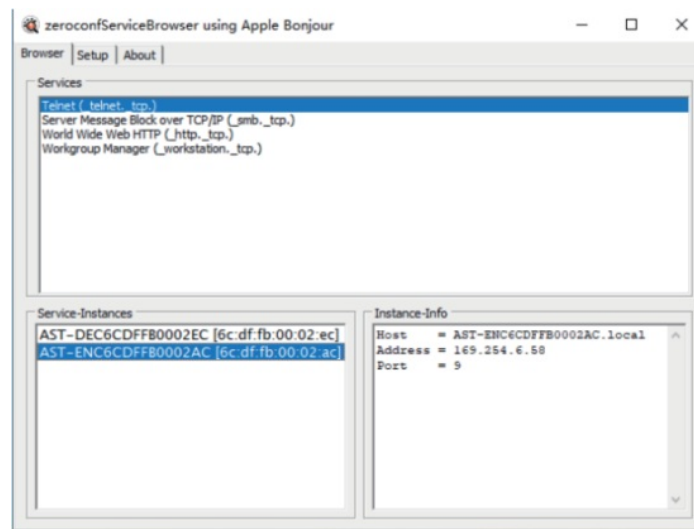 zeroconfServiceBrowser using Apple Bonjour
Browser Setup About
Services
Telnet (_telnet._tcp.)
Server Message Block over TCP/IP (_smb._tcp.)
World Wide Web HTTP (_http._tcp.)
Workgroup Manager (_workstation._tcp.)
Service-Instances
AST-DEC6CDFFB0002EC [6c:df:fb:00:02:ec]
AST-ENC6CDFFB0002AC [6c:df:fb:00:02:ac]
Instance-Info
Host = AST-ENC6CDFFB0002AC.local
Address = 169.254.6.58
Port = 9